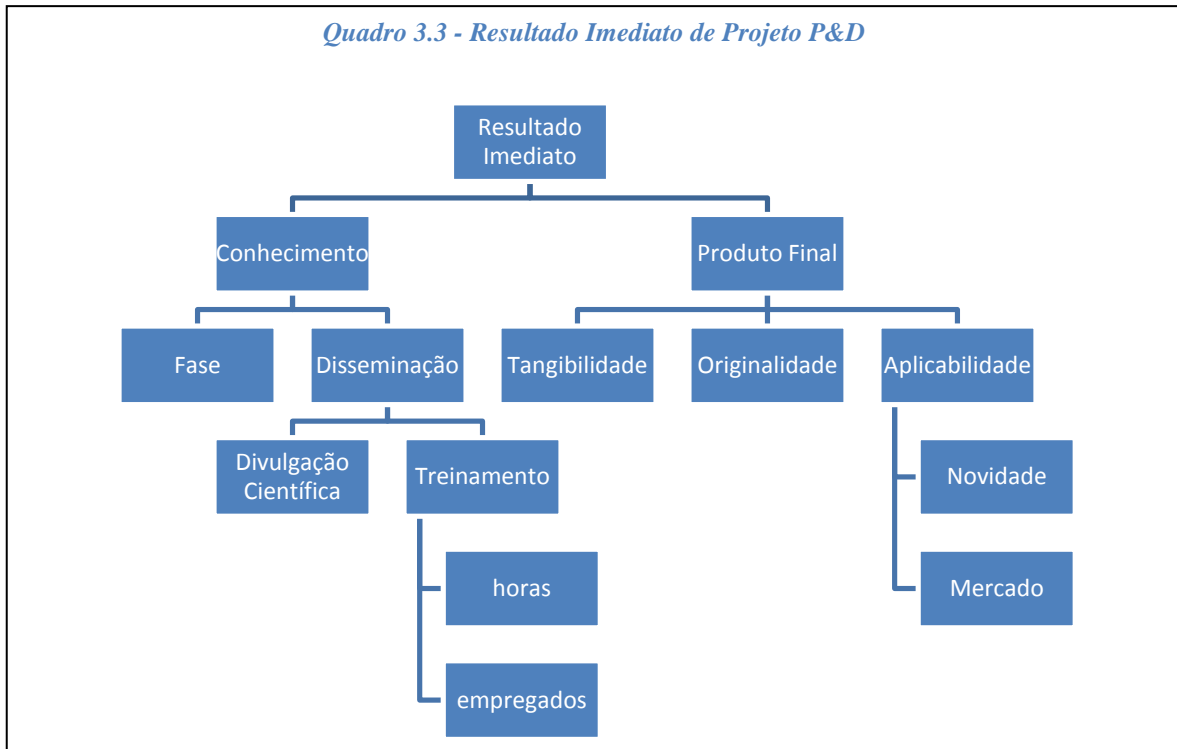 Quadro 3.3 - Resultado Imediato de Projeto P&D
Resultado
Imediato
Conhecimento
Produto Final
Fase
Disseminação
Tangibilidade
Originalidade
Aplicabilidade
Divulgação
Científica
Treinamento
Novidade
horas
Mercado
empregados